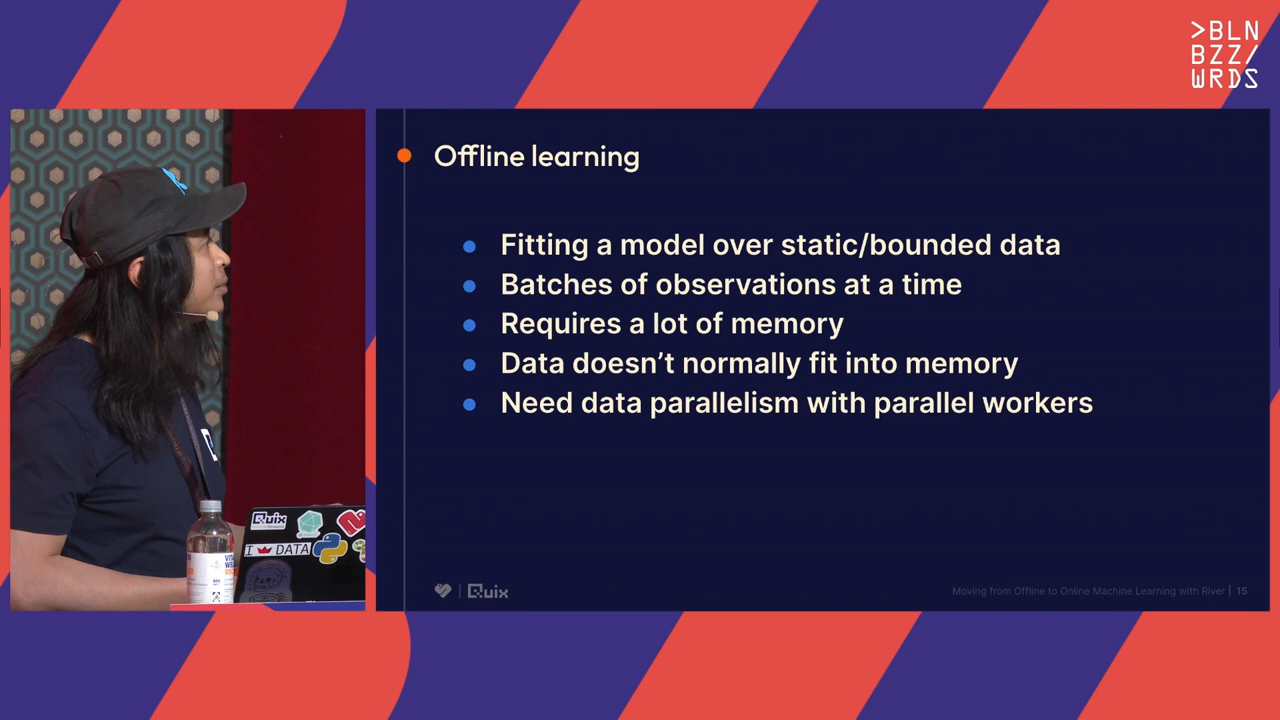 >BLN
BZZ/
WRDS
Offline learning
Fitting a model over static/bounded data
Batches of observations at a time
Requires a lot of memory
Data doesn't normally fit into memory
Need data parallelism with parallel workers
Quix
I DATA
Quix
Moving from Offline to Online Machine Learning with River | 15